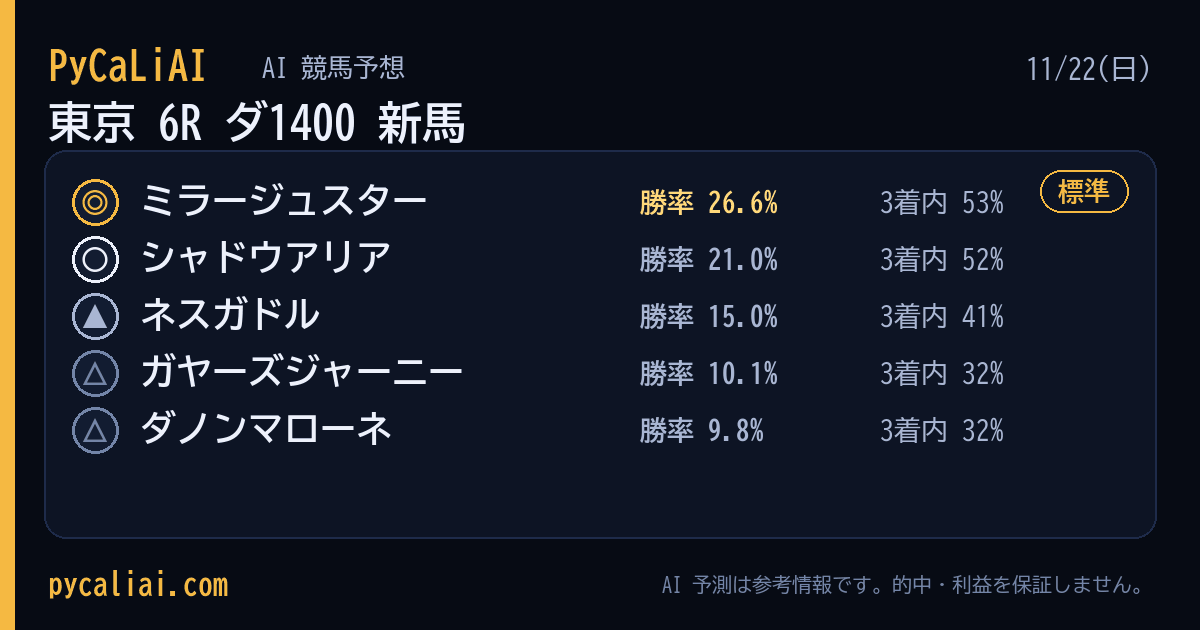 PyCaLiAI AI 競馬予想 11/22(日)
東京 6R ダ1400 新馬
◎ ミラージュスター 勝率 26.6% 3着内 53% 標準
○ シャドウアリア 勝率 21.0% 3着内 52%
▲ ネスガドル 勝率 15.0% 3着内 41%
△ ガヤーズジャーニー 勝率 10.1% 3着内 32%
△ ダノンマローネ 勝率 9.8% 3着内 32%
pycaliai.com AI 予測は参考情報です。的中・利益を保証しません。